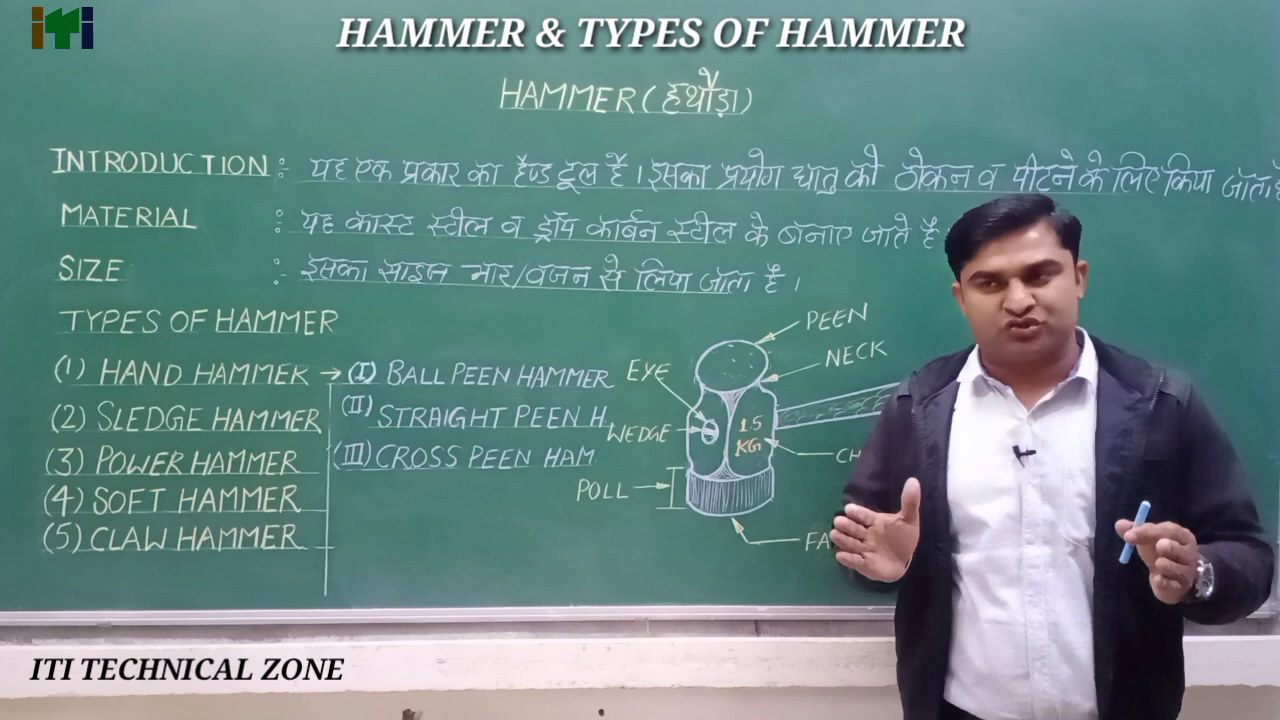 iTi
HAMMER & TYPES OF HAMMER
HAMMER (हथौड़ा)
INTRODUCTION :- यह एक प्रकार का हैण्ड टूल है । इसका प्रयोग धातु को ठोकन व पीटने के लिए किया जाता है
MATERIAL :- यह कास्ट स्टील व ड्रॉप कार्बन स्टील के बनाए जाते है
SIZE :- इसका साइज भार/वजन से लिया जाता है ।
TYPES OF HAMMER
(1) HAND HAMMER → (I) BALL PEEN HAMMER
(2) SLEDGE HAMMER (II) STRAIGHT PEEN H
(3) POWER HAMMER (III) CROSS PEEN HAM
(4) SOFT HAMMER
(5) CLAW HAMMER
PEEN
NECK
EYE
WEDGE
1.5
KG
CH
POLL
FA
ITI TECHNICAL ZONE